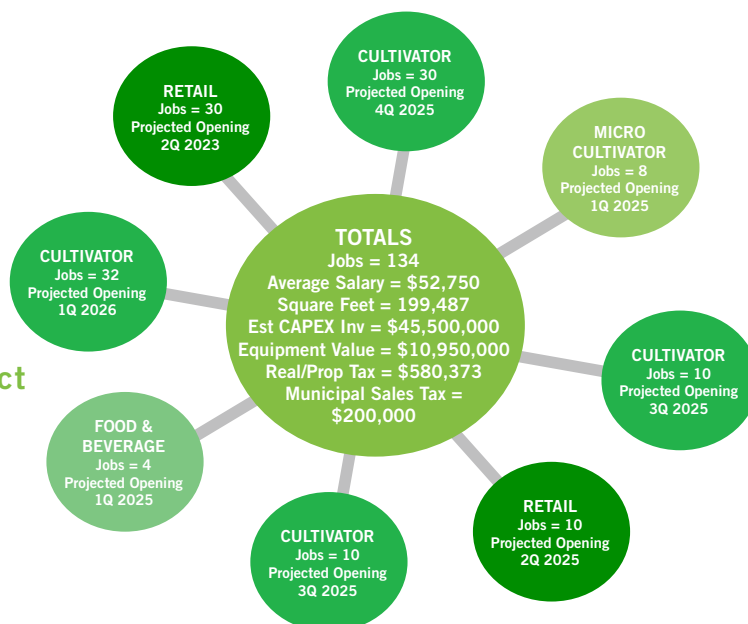 CULTIVATOR
Jobs = 30
Projected Opening
4Q 2025
RETAIL
Jobs = 30
Projected Opening
2Q 2023
MICRO
CULTIVATOR
Jobs = 8
Projected Opening
1Q 2025
CULTIVATOR
Jobs = 32
Projected Opening
1Q 2026
TOTALS
Jobs = 134
Average Salary = $52,750
Square Feet = 199,487
Est CAPEX Inv = $45,500,000
Equipment Value = $10,950,000
Real/Prop Tax = $580,373
Municipal Sales Tax =
$200,000
CULTIVATOR
Jobs = 10
Projected Opening
3Q 2025
ct
FOOD &
BEVERAGE
Jobs = 4
Projected Opening
1Q 2025
RETAIL
Jobs = 10
Projected Opening
2Q 2025
CULTIVATOR
Jobs = 10
Projected Opening
3Q 2025